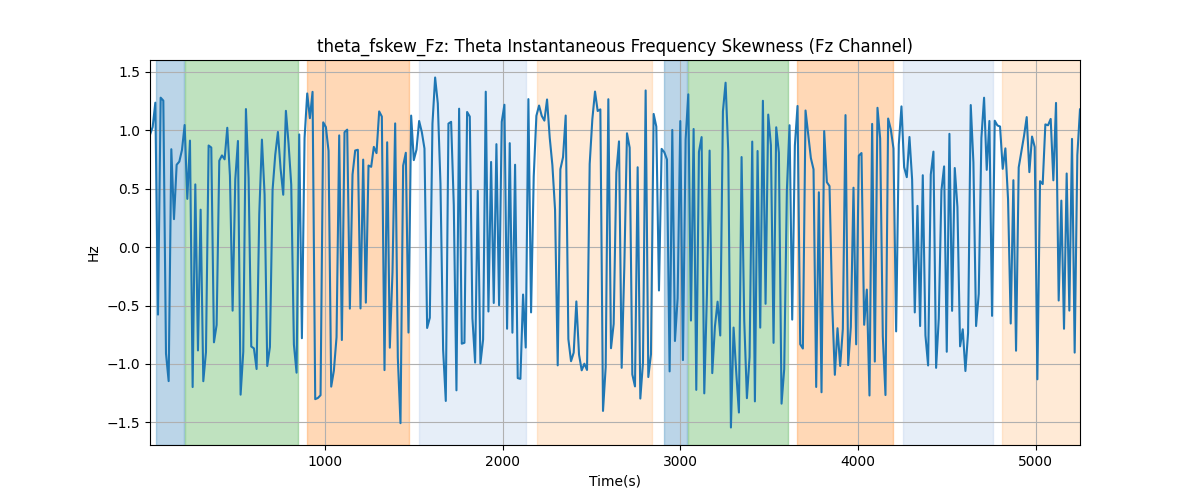 theta_fskew_Fz: Theta Instantaneous Frequency Skewness (Fz Channel)
1.5
1.0
0.5
0.0
−0.5
−1.0
−1.5
Hz
1000 2000 3000 4000 5000
Time(s)